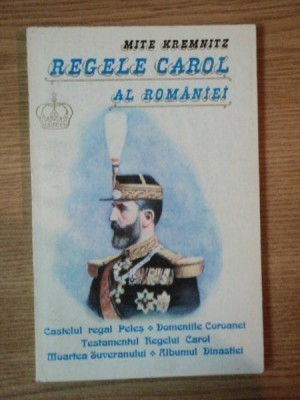 MITE KREMNITZ
REGELE CAROL
AL ROMÂNIEI
Castelul regal Peleș ❖ Domeniile Coroanei
Testamentul Regelui Carol
Moartea Suveranului ❖ Albumul Dinastiei